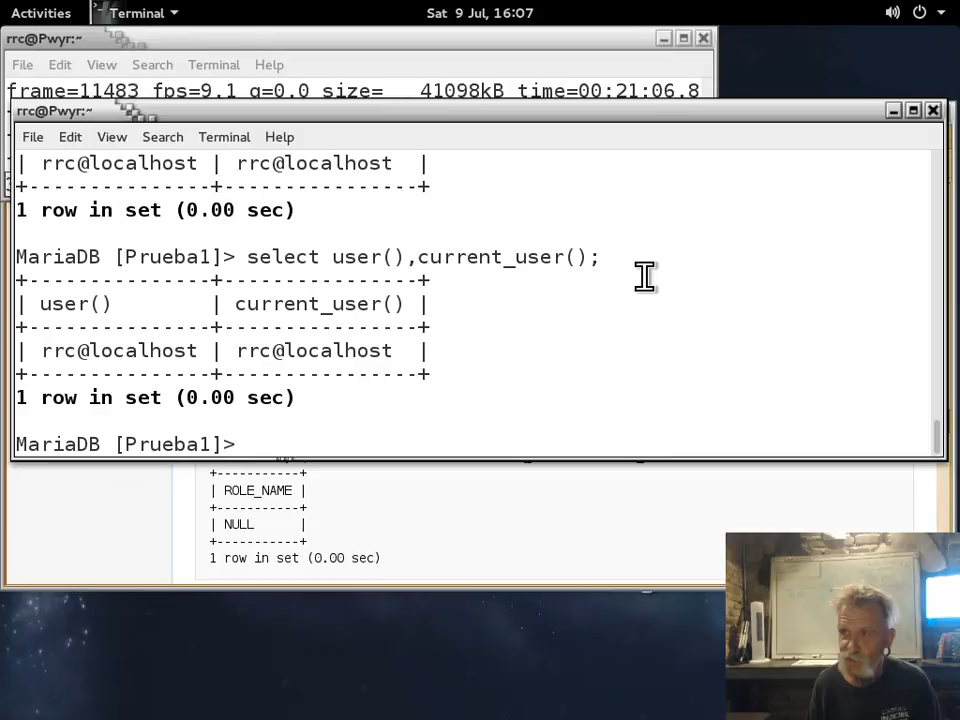 Activities Terminal Sat 9 Jul, 16:07
rrc@Pwyr:~
File Edit View Search Terminal Help
frame=11483 fps=9.1 q=0.0 size= 41098kB time=00:21:06.8
rrc@Pwyr:~
File Edit View Search Terminal Help
| rrc@localhost | rrc@localhost |
+---------------+----------------+
1 row in set (0.00 sec)
MariaDB [Prueba1]> select user(),current_user();
+---------------+----------------+
| user() | current_user() |
+---------------+----------------+
| rrc@localhost | rrc@localhost |
+---------------+----------------+
1 row in set (0.00 sec)
MariaDB [Prueba1]>
+-----------+
| ROLE_NAME |
+-----------+
| NULL |
+-----------+
1 row in set (0.00 sec)